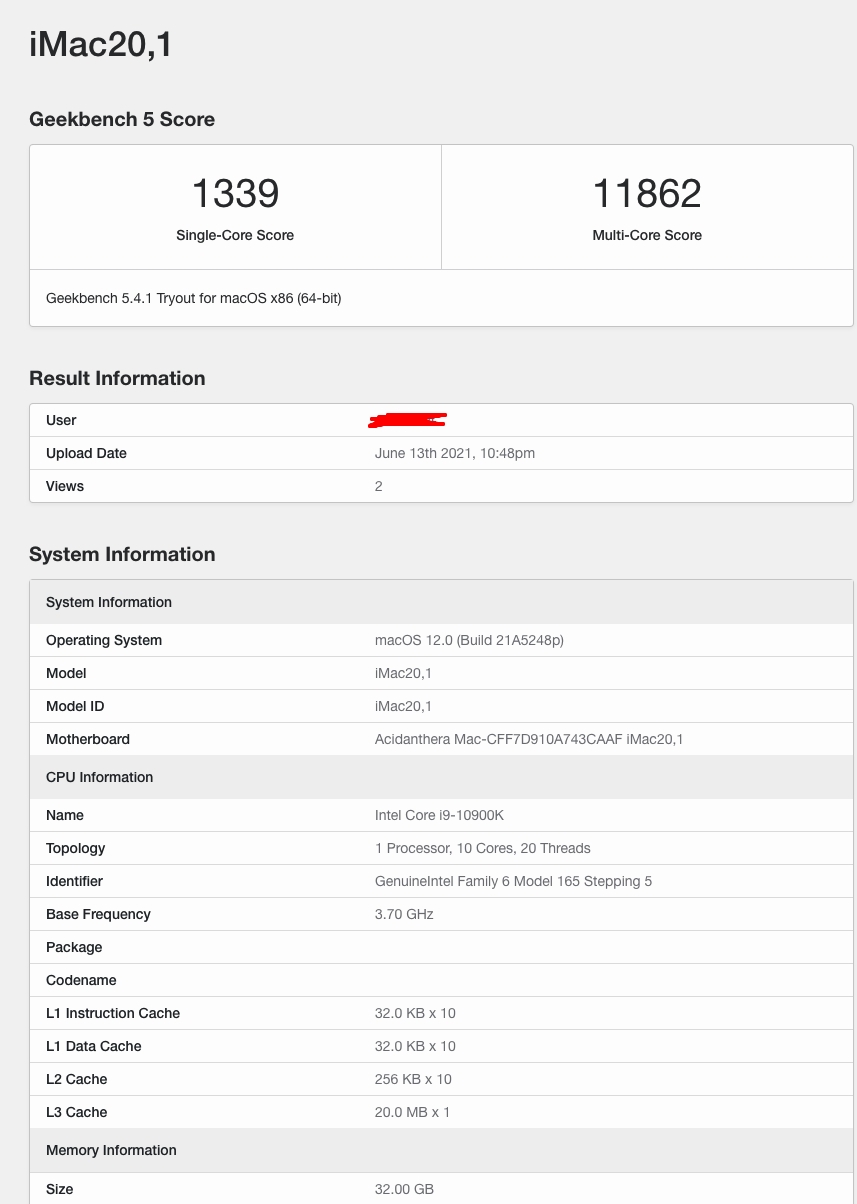 iMac20,1
Geekbench 5 Score
1339 11862
Single-Core Score Multi-Core Score
Geekbench 5.4.1 Tryout for macOS x86 (64-bit)
Result Information
User
Upload Date June 13th 2021, 10:48pm
Views 2
System Information
System Information
Operating System macOS 12.0 (Build 21A5248p)
Model iMac20,1
Model ID iMac20,1
Motherboard Acidanthera Mac-CFF7D910A743CAAF iMac20,1
CPU Information
Name Intel Core i9-10900K
Topology 1 Processor, 10 Cores, 20 Threads
Identifier GenuineIntel Family 6 Model 165 Stepping 5
Base Frequency 3.70 GHz
Package
Codename
L1 Instruction Cache 32.0 KB x 10
L1 Data Cache 32.0 KB x 10
L2 Cache 256 KB x 10
L3 Cache 20.0 MB x 1
Memory Information
Size 32.00 GB